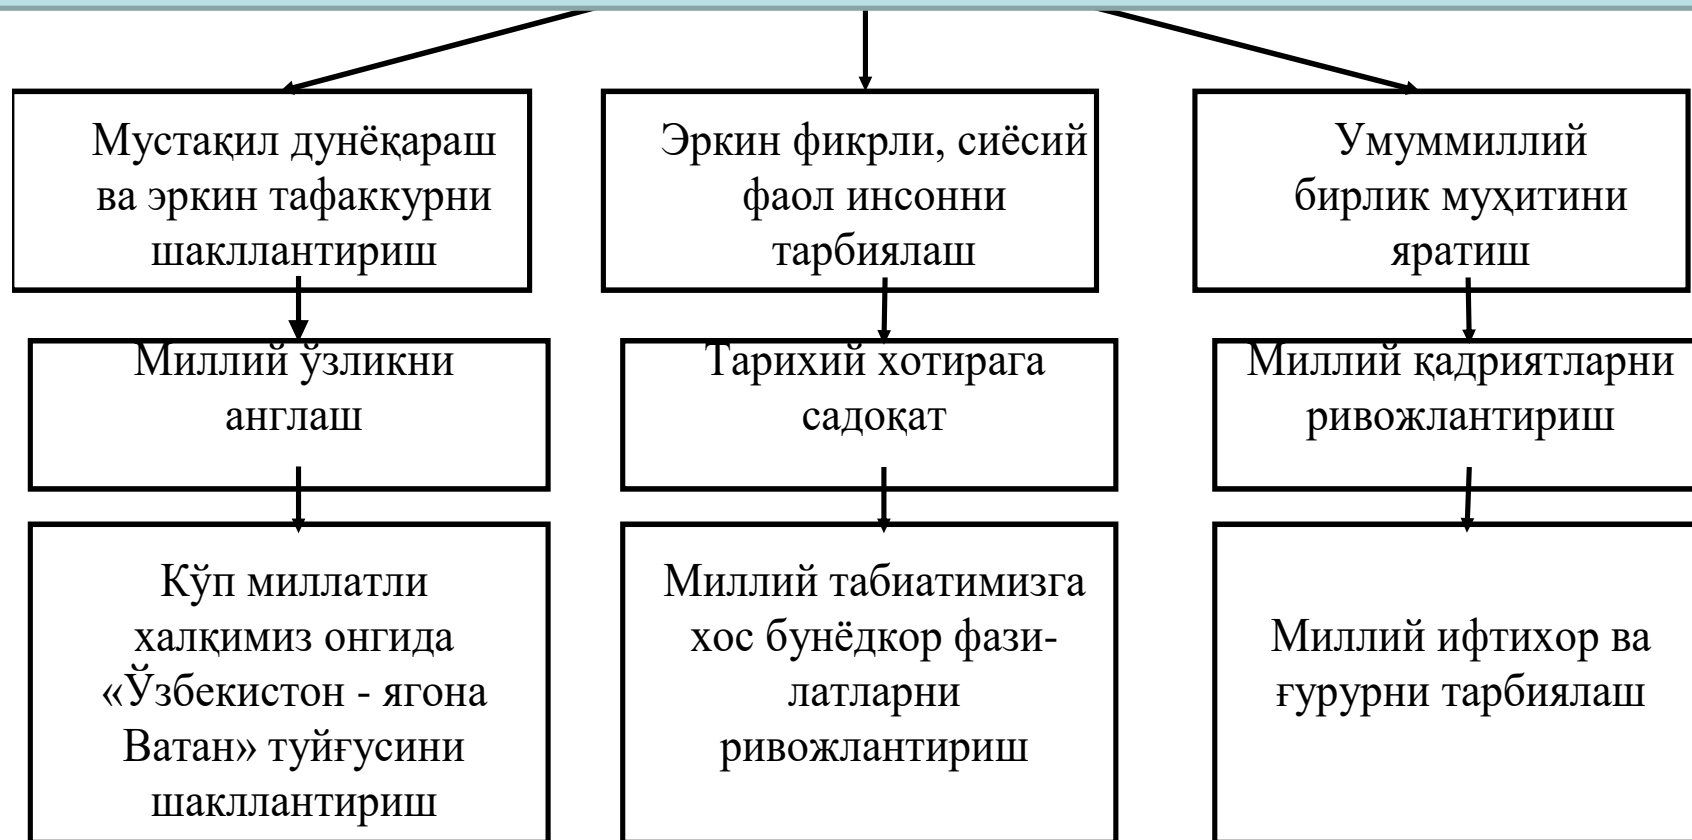 Мустақил дунёқараш
ва эркин тафаккурни
шакллантириш
Эркин фикрли, сиёсий
фаол инсонни
тарбиялаш
Умуммиллий
бирлик муҳитини
яратиш
Миллий ўзликни
англаш
Тарихий хотирага
садоқат
Миллий қадриятларни
ривожлантириш
Кўп миллатли
халқимиз онгида
«Ўзбекистон - ягона
Ватан» туйғусини
шакллантириш
Миллий табиатимизга
хос бунёдкор фази-
латларни
ривожлантириш
Миллий ифтихор ва
ғурурни тарбиялаш